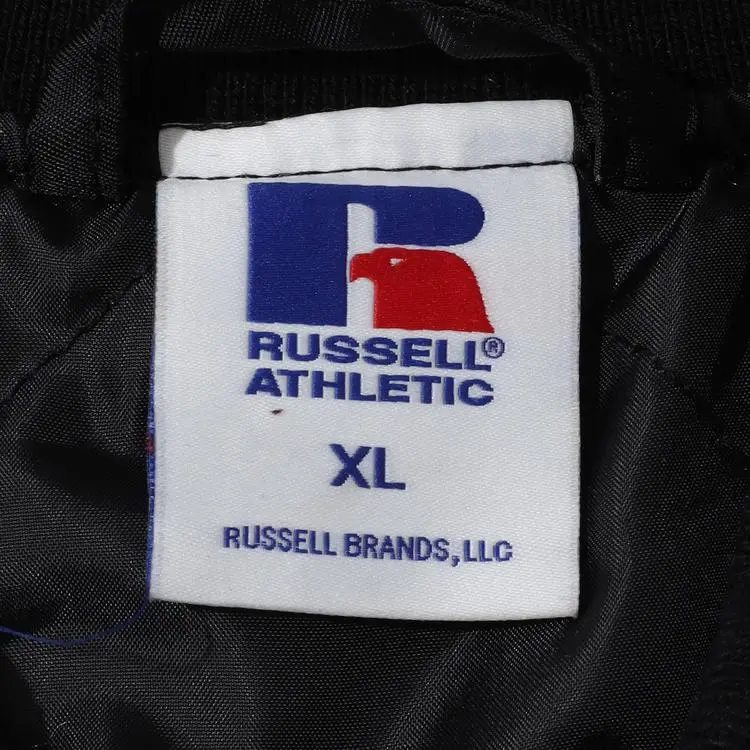 RUSSELL®
ATHLETIC
XL
RUSSELL BRANDS, LLC